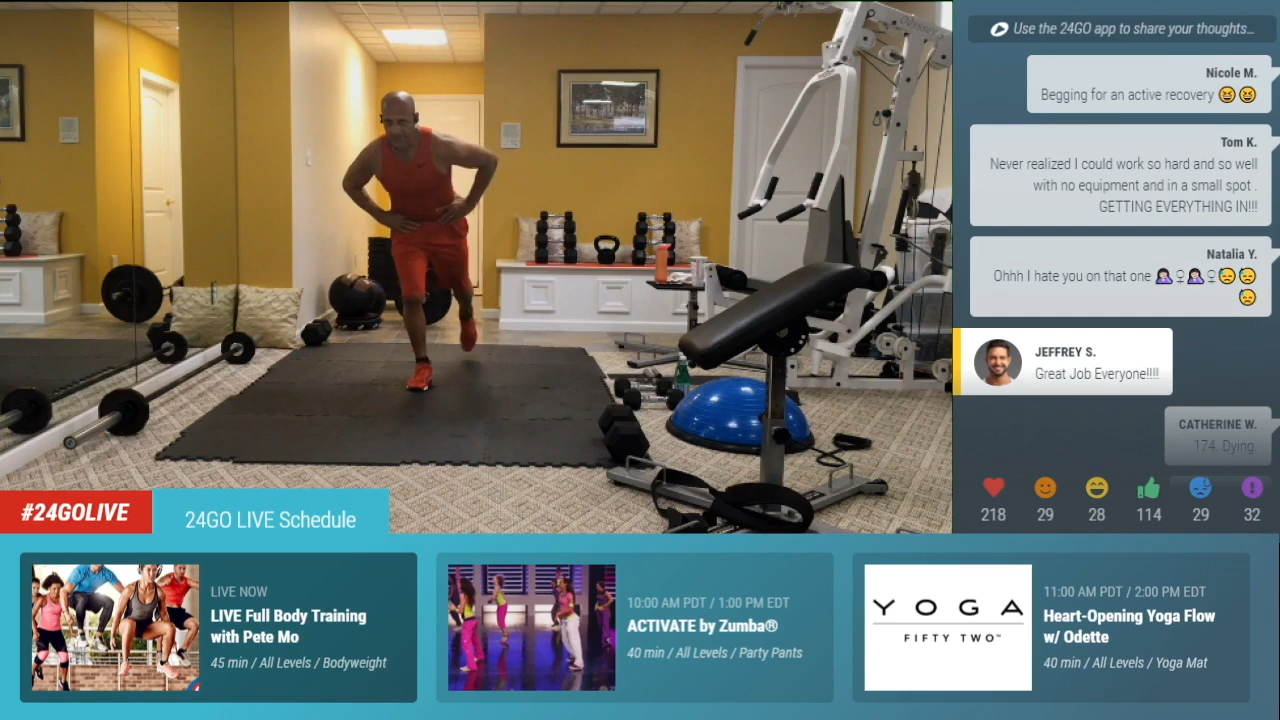 Use the 24GO app to share your thoughts...
Nicole M.
Begging for an active recovery 😆 😆
Tom K.
Never realized I could work so hard and so well
with no equipment and in a small spot .
GETTING EVERYTHING IN!!!
Natalia Y.
Ohhh I hate you on that one 🤦🏻♀🤦🏻♀😓😓
😓
JEFFREY S.
Great Job Everyone!!!!
CATHERINE W.
174. Dying.
218
29
28
114
29
32
#24GOLIVE
24GO LIVE Schedule
LIVE NOW
LIVE Full Body Training
with Pete Mo
45 min / All Levels / Bodyweight
10:00 AM PDT / 1:00 PM EDT
ACTIVATE by Zumba®
40 min / All Levels / Party Pants
YOGA
FIFTY TWO™
11:00 AM PDT / 2:00 PM EDT
Heart-Opening Yoga Flow
w/ Odette
40 min / All Levels / Yoga Mat